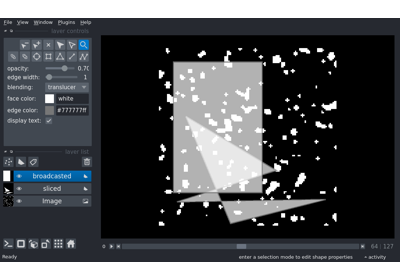 File View Window Plugins Help
layer controls
opacity: 0.70
edge width: 1
blending: translucer
face color: white
edge color: #777777ff
display text:
layer list
broadcasted
sliced
Image
64 127
Ready
enter a selection mode to edit shape properties
activity